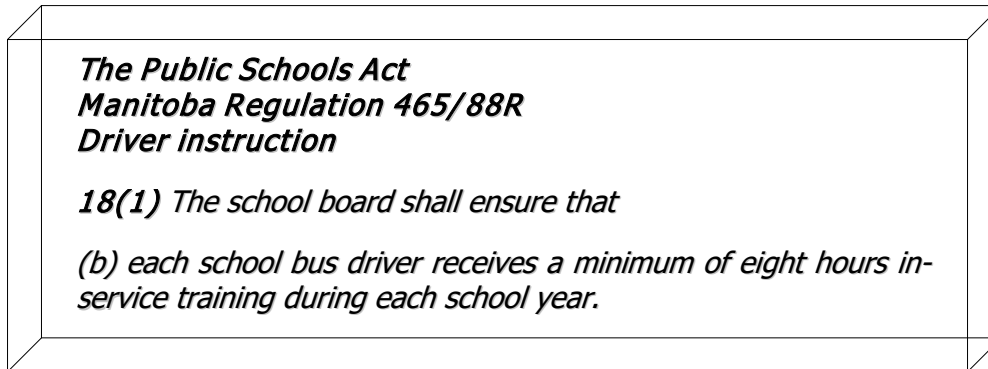 The Public Schools Act
Manitoba Regulation 465/88R
Driver instruction
18(1) The school board shall ensure that
(b) each school bus driver receives a minimum of eight hours in-
service training during each school year.